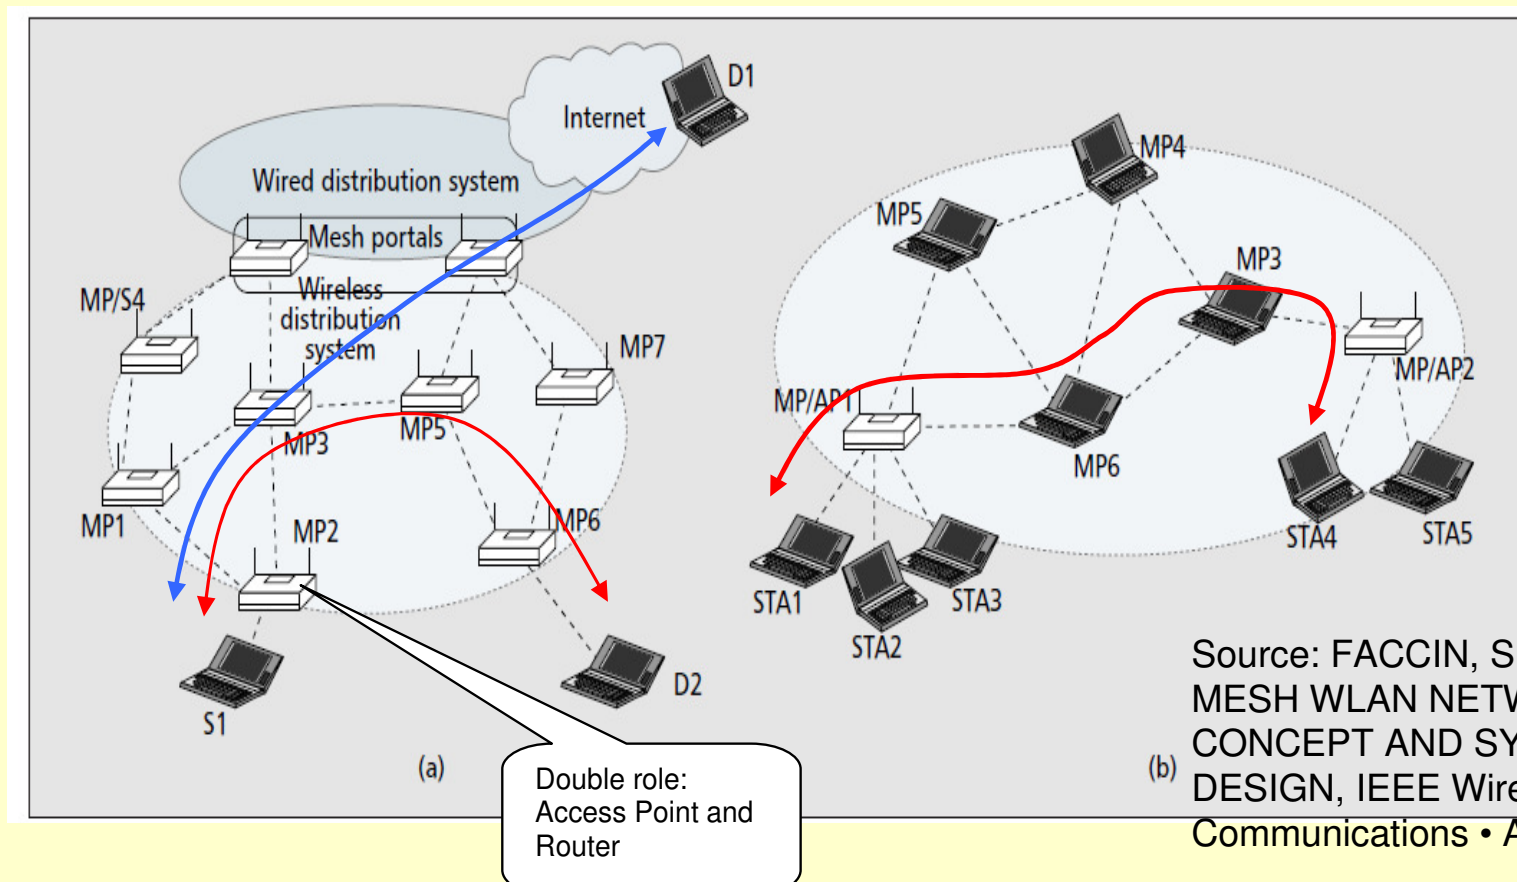 D1
Internet
Wired distribution system
Mesh portals
MP/S4
Wireless
distribution
system
MP7
MP3
MP5
MP1
MP2
MP6
S1
D2
(a)
Double role:
Access Point and
Router
MP4
MP5
MP3
MP/AP1
MP/AP2
MP6
STA1
STA2
STA3
STA4
STA5
(b)
Source: FACCIN, S
MESH WLAN NETW
CONCEPT AND SY
DESIGN, IEEE Wire
Communications • A